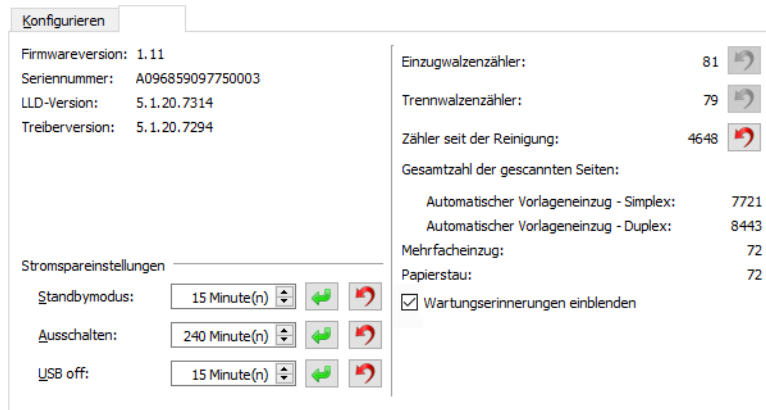 Konfigurieren
Firmwareversion: 1.11
Seriennummer: A096859097750003
LLD-Version: 5.1.20.7314
Treiberversion: 5.1.20.7294
Stromspareinstellungen
Standbymodus: 15 Minute(n)
Ausschalten: 240 Minute(n)
USB off: 15 Minute(n)
Einzugwalzenzähler: 81
Trennwalzenzähler: 79
Zähler seit der Reinigung: 4648
Gesamtzahl der gescannten Seiten:
Automatischer Vorlageneinzug - Simplex: 7721
Automatischer Vorlageneinzug - Duplex: 8443
Mehrfacheinzug: 72
Papierstau: 72
Wartungserinnerungen einblenden